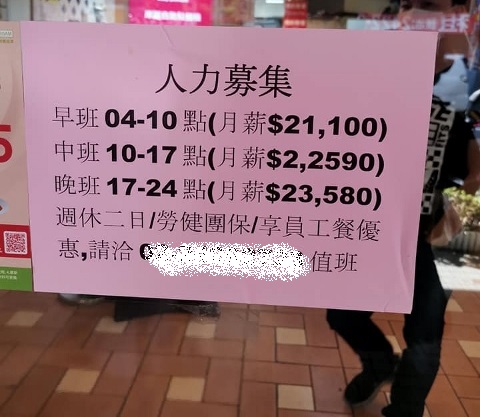 人力募集
早班 04-10 點(月薪$21,100)
中班 10-17 點(月薪$2,2590)
晚班 17-24 點(月薪$23,580)
週休二日/勞健團保/享員工餐優
惠,請洽 0 值班